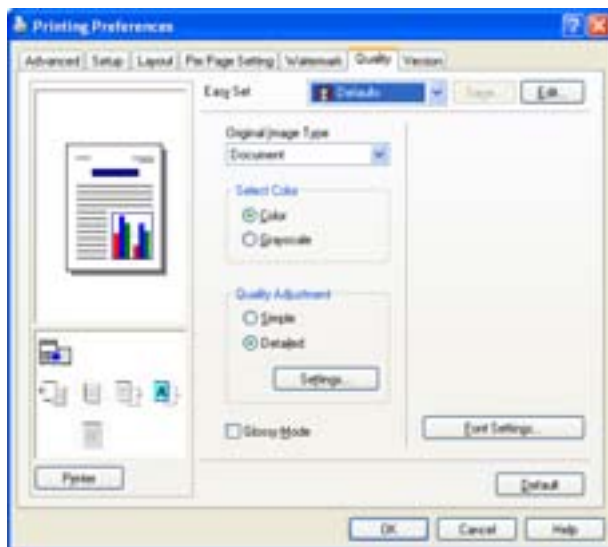 Printing Preferences
Advanced Setup Layout Per Page Setting Watermark Quality Version
Easy Set Defaults Save Edit...
Original Image Type
Document
Select Color
Color
Grayscale
Quality Adjustment
Simple
Detailed
Settings...
Glossy Mode
Font Settings...
Printer
Default
OK Cancel Help